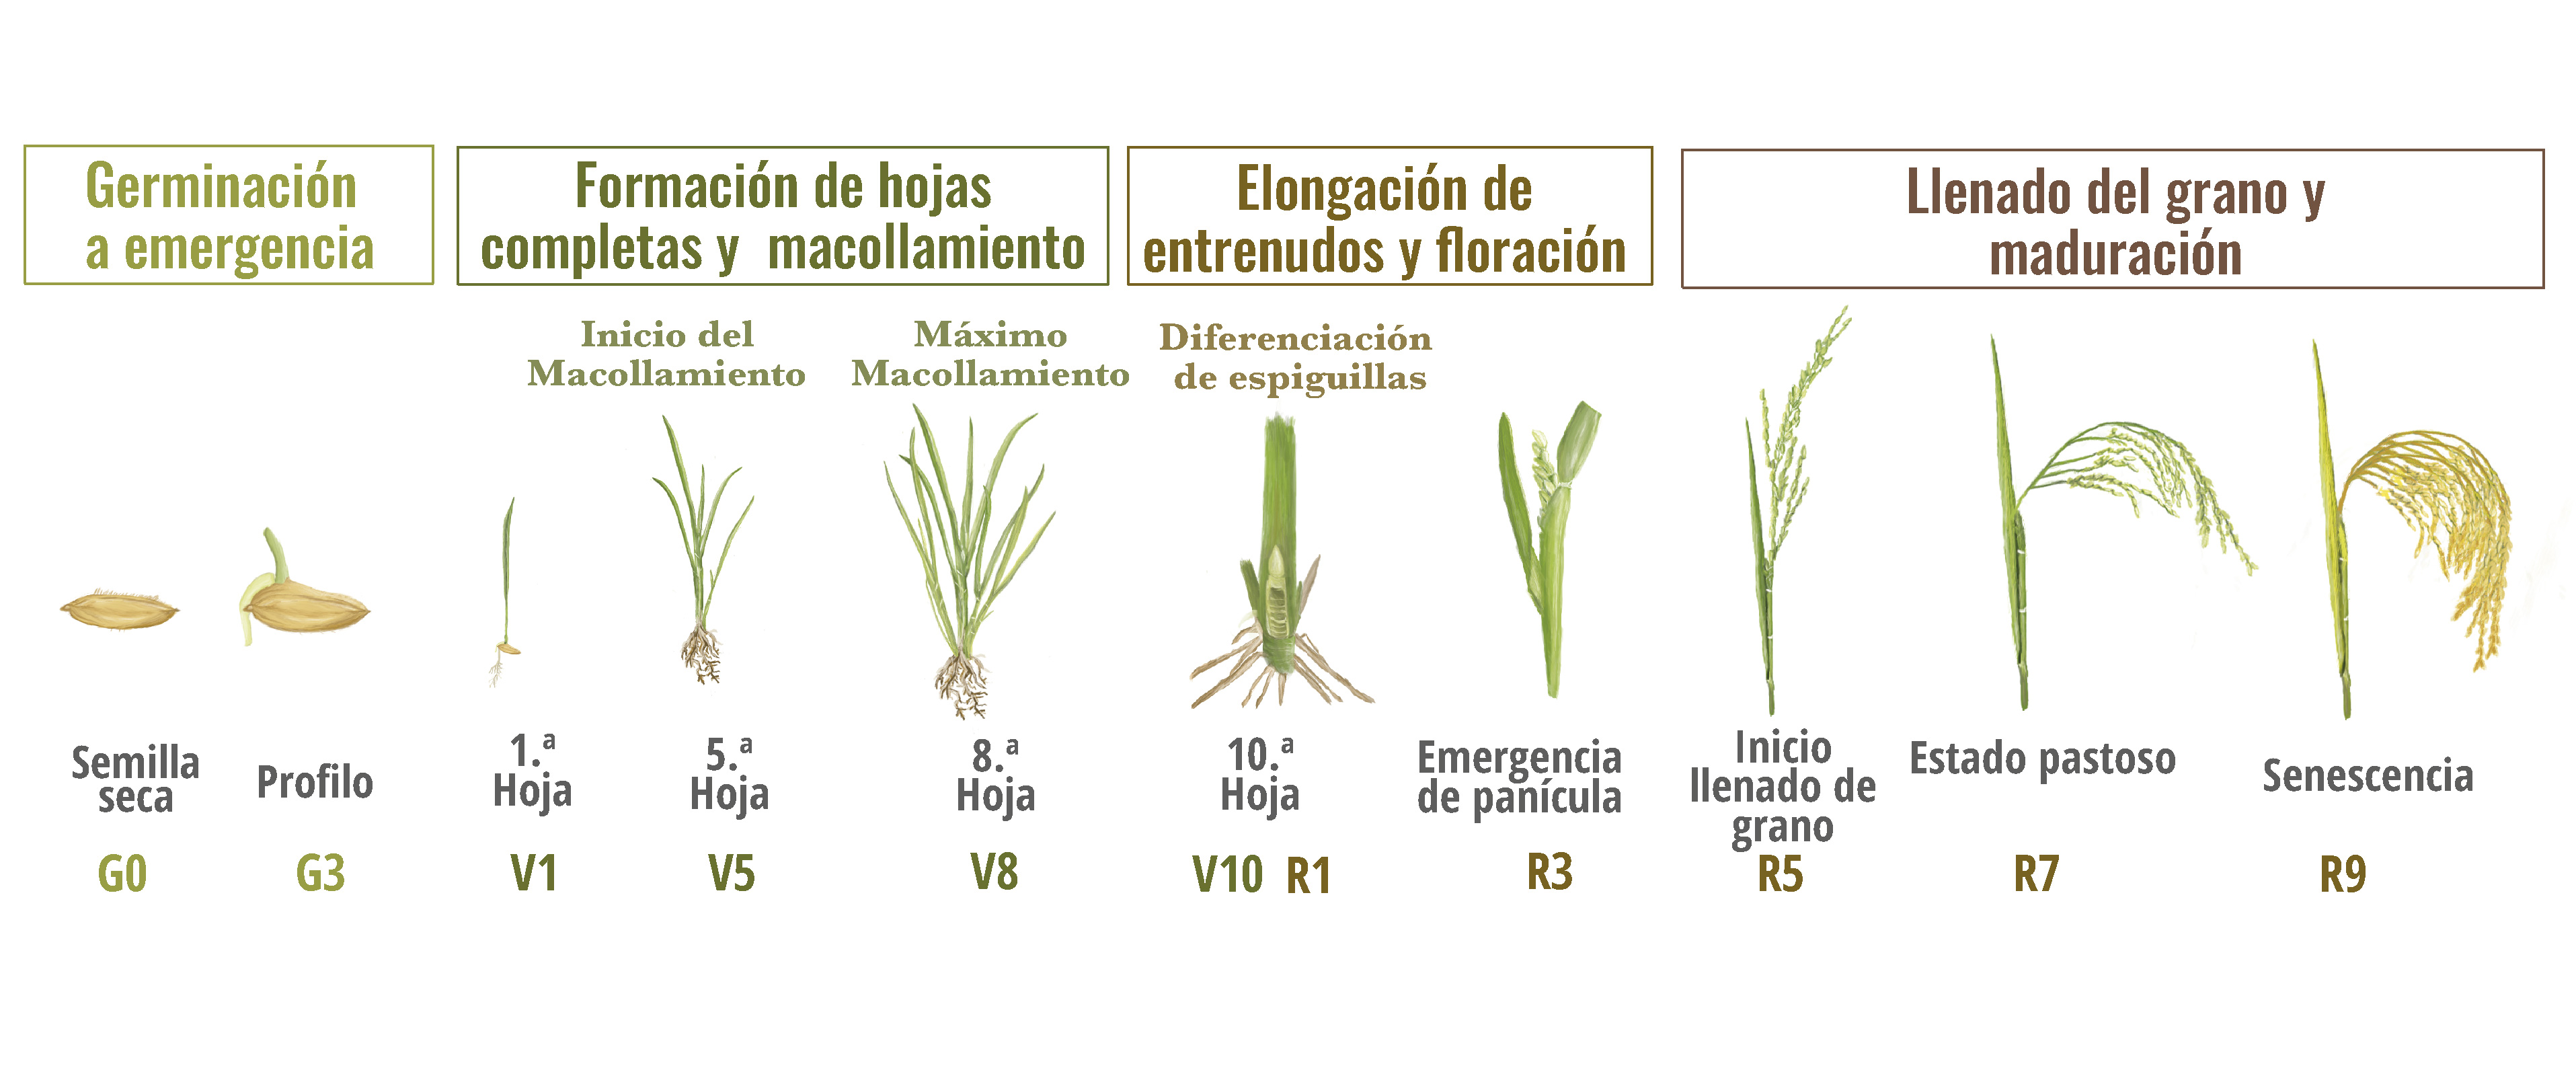 Germinación
a emergencia
Formación de hojas
completas y macollamiento
Elongación de
entrenudos y floración
Llenado del grano y
maduración
Inicio del
Macollamiento
Máximo
Macollamiento
Diferenciación
de espiguillas
Semilla
seca
G0
Profilo
G3
1.ª
Hoja
V1
5.ª
Hoja
V5
8.ª
Hoja
V8
10.ª
Hoja
V10 R1
Emergencia
de panícula
R3
Inicio
llenado de
grano
R5
Estado pastoso
R7
Senescencia
R9